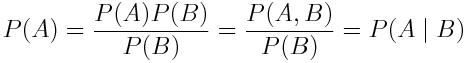 P(A) = \frac{P(A)P(B)}{P(B)} = \frac{P(A, B)}{P(B)} = P(A \mid B)